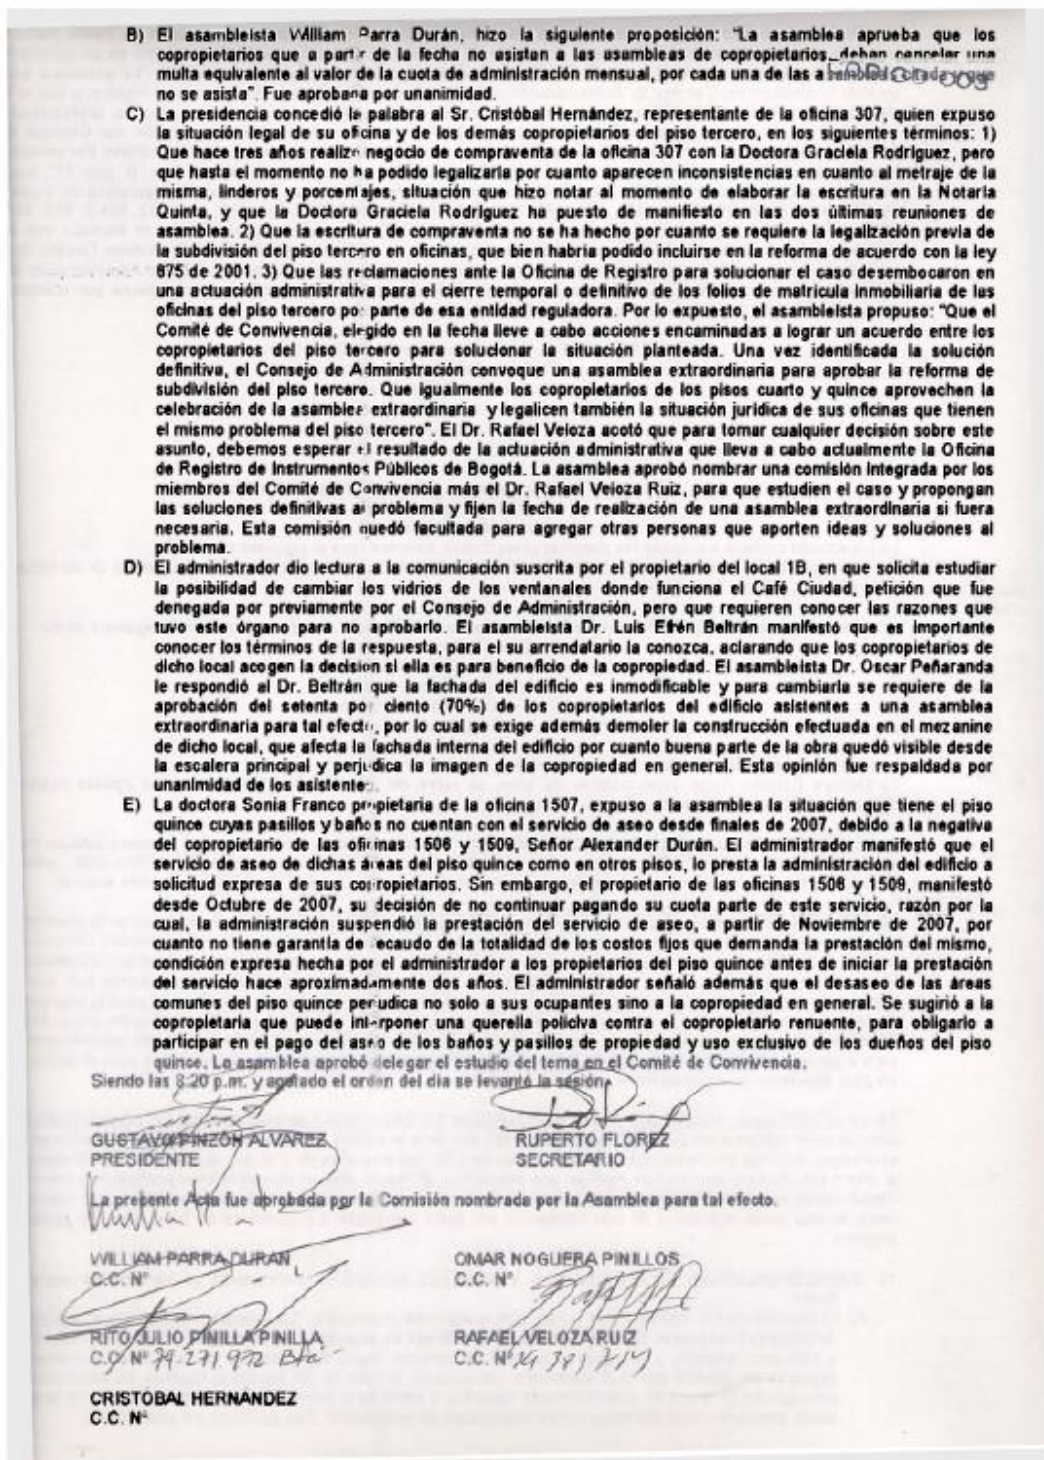 B) El asambleista William Parra Durán, hizo la siguiente proposición: "La asamblea aprueba que los
copropietarios que a partir de la fecha no asistan a las asambleas de copropietarios, deban cancelar una
multa equivalente al valor de la cuota de administración mensual, por cada una de las
no se asista". Fue aprobana por unanimidad.
C) La presidencia concedió la palabra al Sr. Cristóbal Hernández, representante de la oficina 307, quien expuso
la situación legal de su oficina y de los demás copropietarios del piso tercero, en los siguientes términos: 1)
Que hace tres años realizo negocio de compraventa de la oficina 307 con la Doctora Graciela Rodríguez, pero
que hasta el momento no ha podido legalizarla por cuanto aparecen inconsistencias en cuanto al metraje de la
misma, linderos y porcentajes, situación que hizo notar al momento de elaborar la escritura en la Notaría
Quinta, y que la Doctora Graciela Rodríguez ha puesto de manifiesto en las dos últimas reuniones de
asamblea. 2) Que la escritura de compraventa no se ha hecho por cuanto se requiere la legalización previa de
la subdivisión del piso tercero en oficinas, que bien habría podido incluirse en la reforma de acuerdo con la ley
675 de 2001. 3) Que las reclamaciones ante la Oficina de Registro para solucionar el caso desembocaron en
una actuación administrativa para el cierre temporal o definitivo de los folios de matrícula inmobiliaria de las
oficinas del piso tercero por parte de esa entidad reguladora. Por lo expuesto, el asambleista propuso: "Que el
Comité de Convivencia, elegido en la fecha lleve a cabo acciones encaminadas a lograr un acuerdo entre los
copropietarios del piso tercero para solucionar la situación planteada. Una vez identificada la solución
definitiva, el Consejo de Administración convoque una asamblea extraordinaria para aprobar la reforma de
subdivisión del piso tercero. Que igualmente los copropietarios de los pisos cuarto y quince aprovechen la
celebración de la asamblea extraordinaria y legalicen también la situación jurídica de sus oficinas que tienen
el mismo problema del piso tercero". El Dr. Rafael Veloza acotó que para tomar cualquier decisión sobre este
asunto, debemos esperar el resultado de la actuación administrativa que lleva a cabo actualmente la Oficina
de Registro de Instrumentos Públicos de Bogotá. La asamblea aprobó nombrar una comisión integrada por los
miembros del Comité de Convivencia más el Dr. Rafael Veloza Ruiz, para que estudien el caso y propongan
las soluciones definitivas al problema y fijen la fecha de realización de una asamblea extraordinaria si fuera
necesaria. Esta comisión quedó facultada para agregar otras personas que aporten ideas y soluciones al
problema.
D) El administrador dio lectura a la comunicación suscrita por el propietario del local 1B, en que solicita estudiar
la posibilidad de cambiar los vidrios de los ventanales donde funciona el Café Ciudad, petición que fue
denegada por previamente por el Consejo de Administración, pero que requieren conocer las razones que
tuvo este órgano para no aprobarlo. El asambleista Dr. Luis Efrén Beltrán manifestó que es importante
conocer los términos de la respuesta, para el su arrendatario la conozca, aclarando que los copropietarios de
dicho local acogen la decisión si ella es para beneficio de la copropiedad. El asambleista Dr. Oscar Peñaranda
le respondió al Dr. Beltrán que la fachada del edificio es inmodificable y para cambiarla se requiere de la
aprobación del setenta por ciento (70%) de los copropietarios del edificio asistentes a una asamblea
extraordinaria para tal efecto, por lo cual se exige además demoler la construcción efectuada en el mezanine
de dicho local, que afecta la fachada interna del edificio por cuanto buena parte de la obra quedó visible desde
la escalera principal y perjudica la imagen de la copropiedad en general. Esta opinión fue respaldada por
unanimidad de los asistentes.
E) La doctora Sonia Franco propietaria de la oficina 1507, expuso a la asamblea la situación que tiene el piso
quince cuyas pasillos y baños no cuentan con el servicio de aseo desde finales de 2007, debido a la negativa
del copropietario de las oficinas 1506 y 1509, Señor Alexander Durán. El administrador manifestó que el
servicio de aseo de dichas áreas del piso quince como en otros pisos, lo presta la administración del edificio a
solicitud expresa de sus copropietarios. Sin embargo, el propietario de las oficinas 1506 y 1509, manifestó
desde Octubre de 2007, su decisión de no continuar pagando su cuota parte de este servicio, razón por la
cual, la administración suspendió la prestación del servicio de aseo, a partir de Noviembre de 2007, por
cuanto no tiene garantía de recaudo de la totalidad de los costos fijos que demanda la prestación del mismo,
condición expresa hecha por el administrador a los propietarios del piso quince antes de iniciar la prestación
del servicio hace aproximadamente dos años. El administrador señaló además que el desaseo de las áreas
comunes del piso quince perjudica no solo a sus ocupantes sino a la copropiedad en general. Se sugirió a la
copropietaria que puede interponer una querella policiva contra el copropietario renuente, para obligarlo a
participar en el pago del aseo de los baños y pasillos de propiedad y uso exclusivo de los dueños del piso
quince. La asamblea aprobó delegar el estudio del tema en el Comité de Convivencia.
Siendo las 8:20 p.m. y agotado el orden del día se levantó la sesión.
GUSTAVO PINZÓN ALVAREZ RUPERTO FLOREZ
PRESIDENTE SECRETARIO
La presente Acta fue aprobada por la Comisión nombrada por la Asamblea para tal efecto.
WILLIAM PARRA DURAN OMAR NOGUERA PINILLOS
C.C. N° C.C. N°
RITO JULIO PINILLA PINILLA RAFAEL VELOZA RUIZ
C.C. N° 79.271.972 Bta C.C. N°
CRISTOBAL HERNANDEZ
C.C. N°